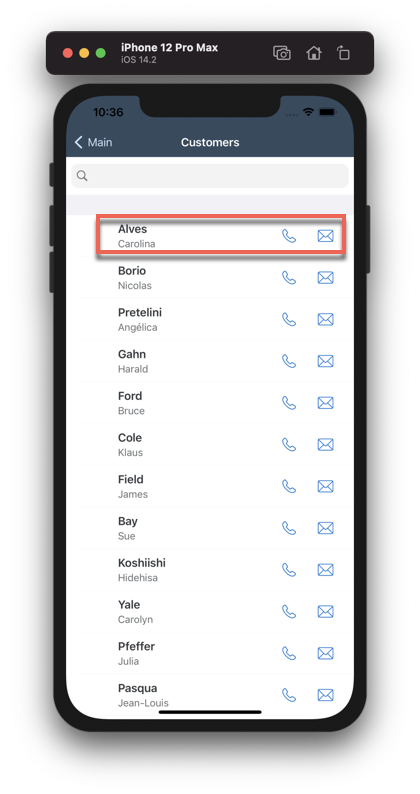 iPhone 12 Pro Max
iOS 14.2
10:36
Main
Customers
Alves
Carolina
Borio
Nicolas
Pretelini
Angélica
Gahn
Harald
Ford
Bruce
Cole
Klaus
Field
James
Bay
Sue
Koshiishi
Hidehisa
Yale
Carolyn
Pfeffer
Julia
Pasqua
Jean-Louis